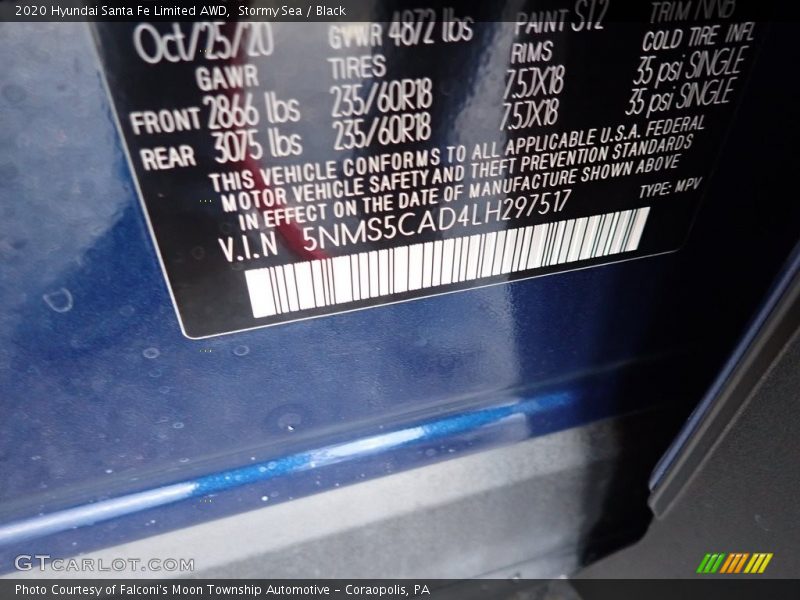 2020 Hyundai Santa Fe Limited AWD, Stormy Sea / Black
Oct/25/20 GVWR 4872 lbs PAINT S12 TRIM NNB
GAWR TIRES RIMS COLD TIRE INFL
FRONT 2866 lbs 235/60R18 7.5JX18 35 psi SINGLE
REAR 3075 lbs 235/60R18 7.5JX18 35 psi SINGLE
THIS VEHICLE CONFORMS TO ALL APPLICABLE U.S.A. FEDERAL
MOTOR VEHICLE SAFETY AND THEFT PREVENTION STANDARDS
IN EFFECT ON THE DATE OF MANUFACTURE SHOWN ABOVE
V.I.N 5NMS5CAD4LH297517 TYPE: MPV
GTCARLOT.COM
Photo Courtesy of Falconi's Moon Township Automotive – Coraopolis, PA